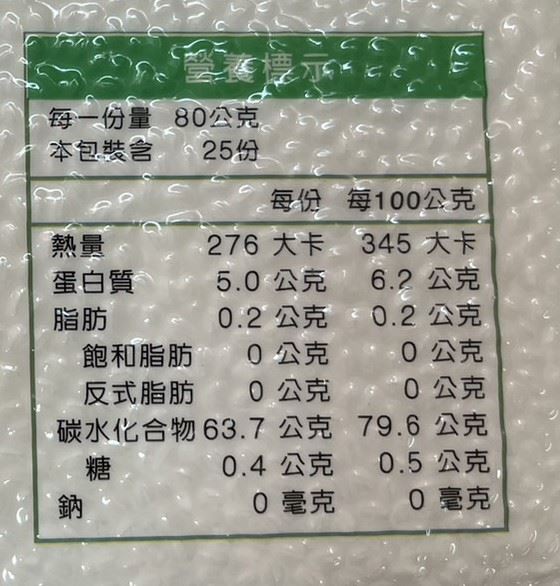 營養標示
每一份量 80公克
本包裝含 25份
每份 每100公克
熱量 276 大卡 345 大卡
蛋白質 5.0 公克 6.2 公克
脂肪 0.2 公克 0.2 公克
飽和脂肪 0 公克 0 公克
反式脂肪 0 公克 0 公克
碳水化合物 63.7 公克 79.6 公克
糖 0.4 公克 0.5 公克
鈉 0 毫克 0 毫克